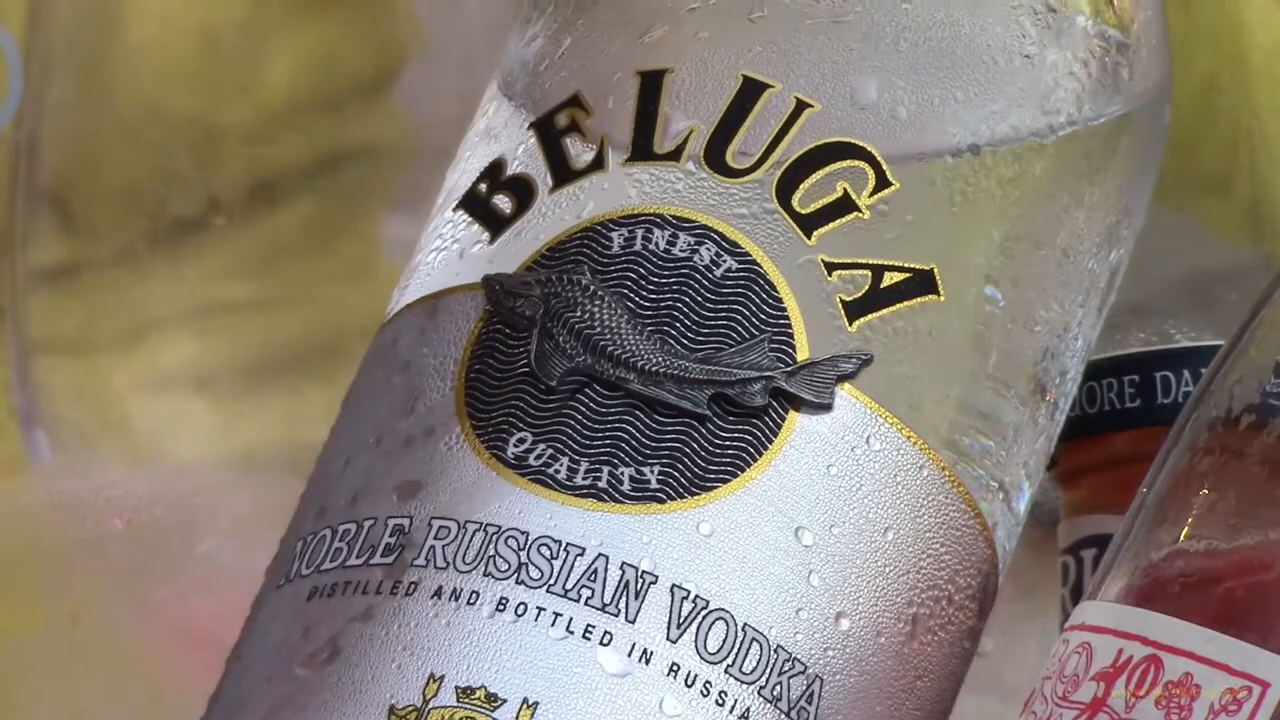 BELUGA
FINEST
QUALITY
NOBLE RUSSIAN VODKA
DISTILLED AND BOTTLED IN RUSSIA